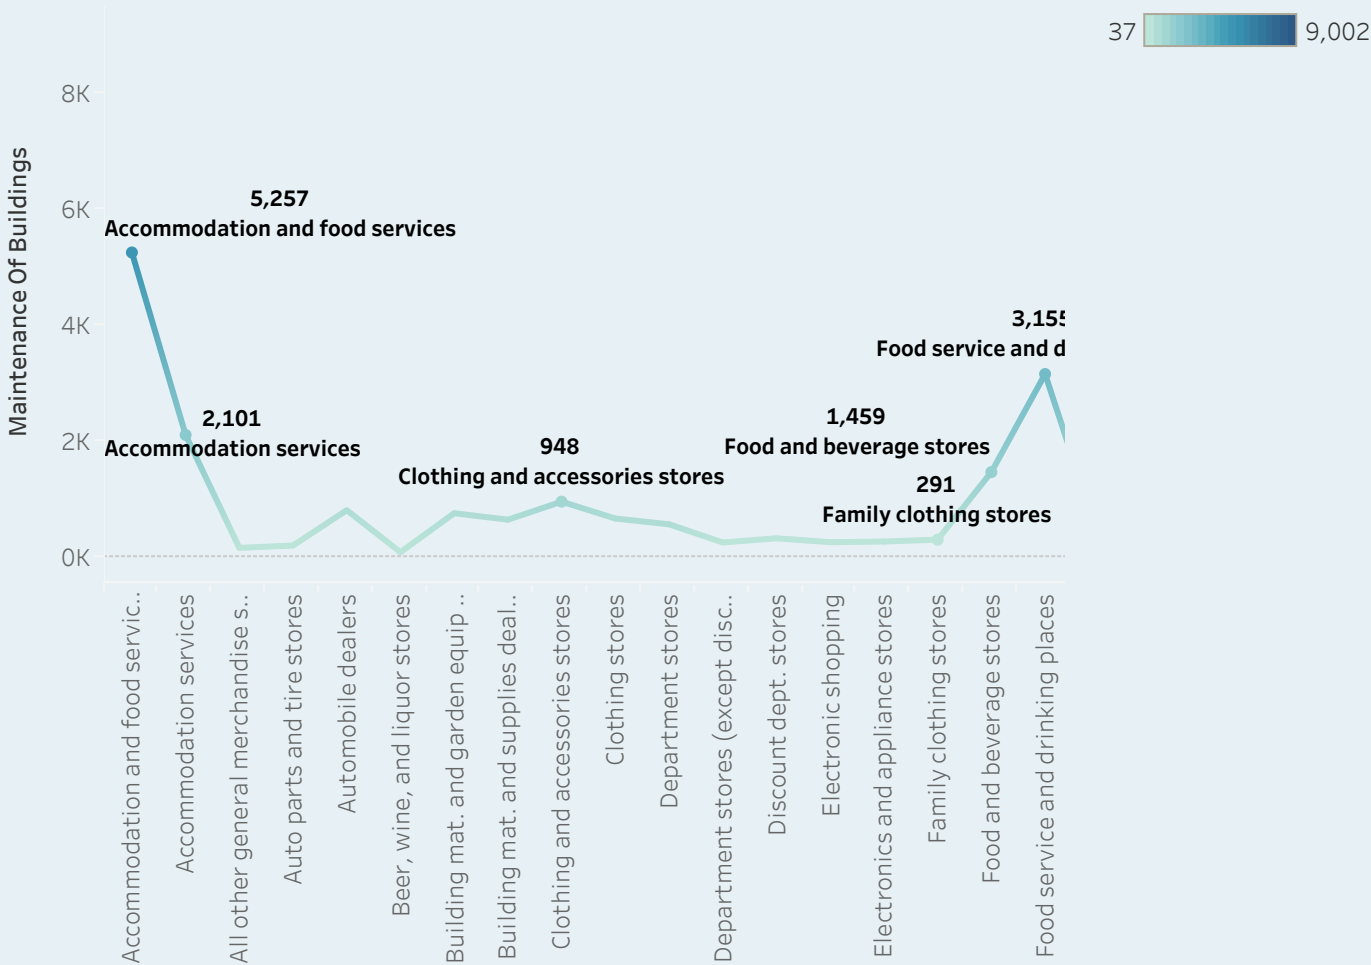 37
9,002
Maintenance Of Buildings
8K
6K
4K
2K
0K
5,257
Accommodation and food services
2,101
Accommodation services
948
Clothing and accessories stores
1,459
Food and beverage stores
291
Family clothing stores
3,155
Food service and d
Accommodation and food servic..
Accommodation services
All other general merchandise s..
Auto parts and tire stores
Automobile dealers
Beer, wine, and liquor stores
Building mat. and garden equip ..
Building mat. and supplies deal..
Clothing and accessories stores
Clothing stores
Department stores
Department stores (except disc..
Discount dept. stores
Electronic shopping
Electronics and appliance stores
Family clothing stores
Food and beverage stores
Food service and drinking places